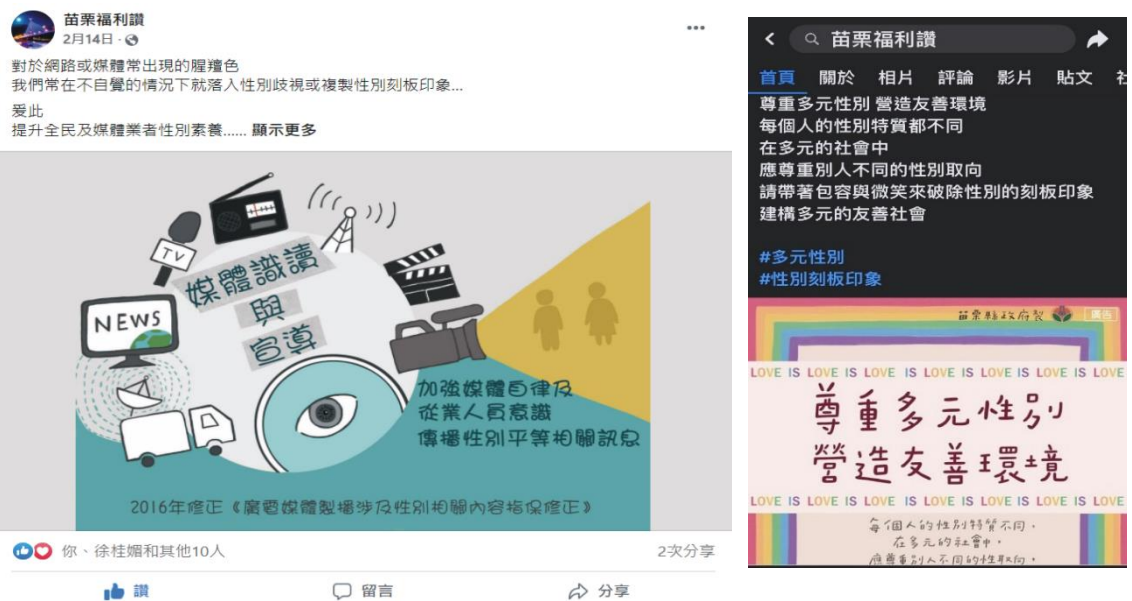 苗栗福利讚
2月14日
對於網路或媒體常出現的腥羶色
我們常在不自覺的情況下就落入性別歧視或複製性別刻板印象...
爰此
提升全民及媒體業者性別素養...... 顯示更多
TV
NEWS
媒體識讀
與
宣導
加強媒體自律及
從業人員意識
傳播性別平等相關訊息
2016年修正《廣電媒體製播涉及性別相關內容指保修正》
你、徐桂媚和其他10人
2次分享
讚
留言
分享
苗栗福利讚
首頁 關於 相片 評論 影片 貼文 社
尊重多元性別 營造友善環境
每個人的性別特質都不同
在多元的社會中
應尊重別人不同的性別取向
請帶著包容與微笑來破除性別的刻板印象
建構多元的友善社會
#多元性別
#性別刻板印象
苗栗縣政府製 廣告
LOVE IS LOVE IS LOVE IS LOVE IS LOVE IS LOVE IS LOVE
尊重多元性別
營造友善環境
LOVE IS LOVE IS LOVE IS LOVE IS LOVE IS LOVE IS LOVE
每個人的性別特質不同，
在多元的社會中，
應尊重別人不同的性取向，